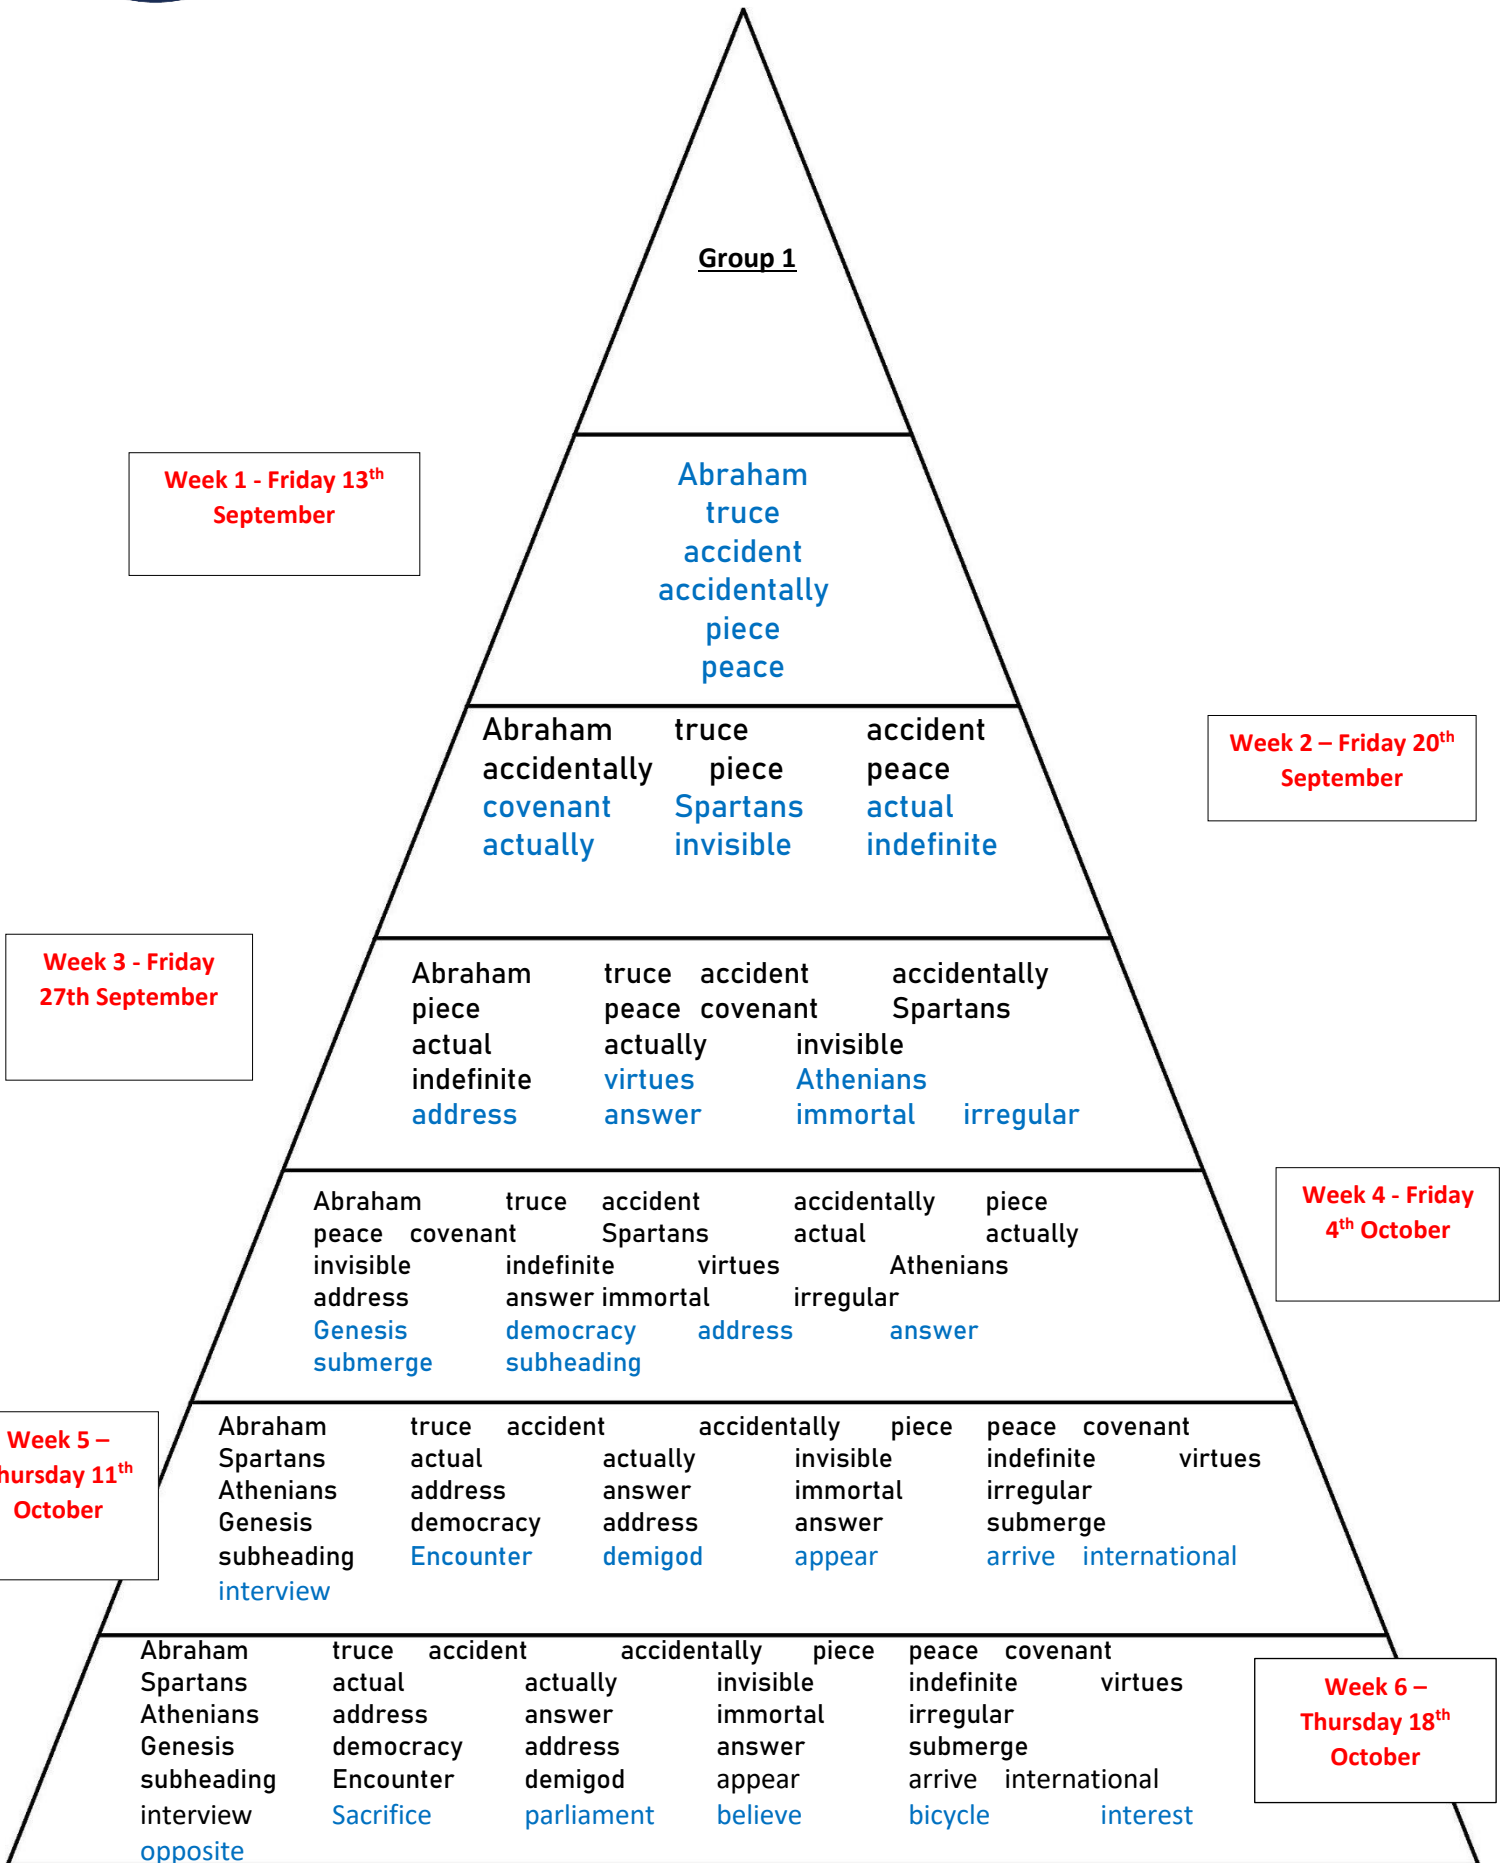 Group 1
Week 1 - Friday 13th
September
Abraham
truce
accident
accidentally
piece
peace
Week 2 – Friday 20th
September
Abraham truce accident
accidentally piece peace
covenant Spartans actual
actually invisible indefinite
Week 3 - Friday
27th September
Abraham truce accident accidentally
piece peace covenant Spartans
actual actually invisible
indefinite virtues Athenians
address answer immortal irregular
Week 4 - Friday
4th October
Abraham truce accident accidentally piece
peace covenant Spartans actual actually
invisible indefinite virtues Athenians
address answer immortal irregular
Genesis democracy address answer
submerge subheading
Week 5 –
hursday 11th
October
Abraham truce accident accidentally piece peace covenant
Spartans actual actually invisible indefinite virtues
Athenians address answer immortal irregular
Genesis democracy address answer submerge
subheading Encounter demigod appear arrive international
interview
Week 6 –
Thursday 18th
October
Abraham truce accident accidentally piece peace covenant
Spartans actual actually invisible indefinite virtues
Athenians address answer immortal irregular
Genesis democracy address answer submerge
subheading Encounter demigod appear arrive international
interview Sacrifice parliament believe bicycle interest
opposite